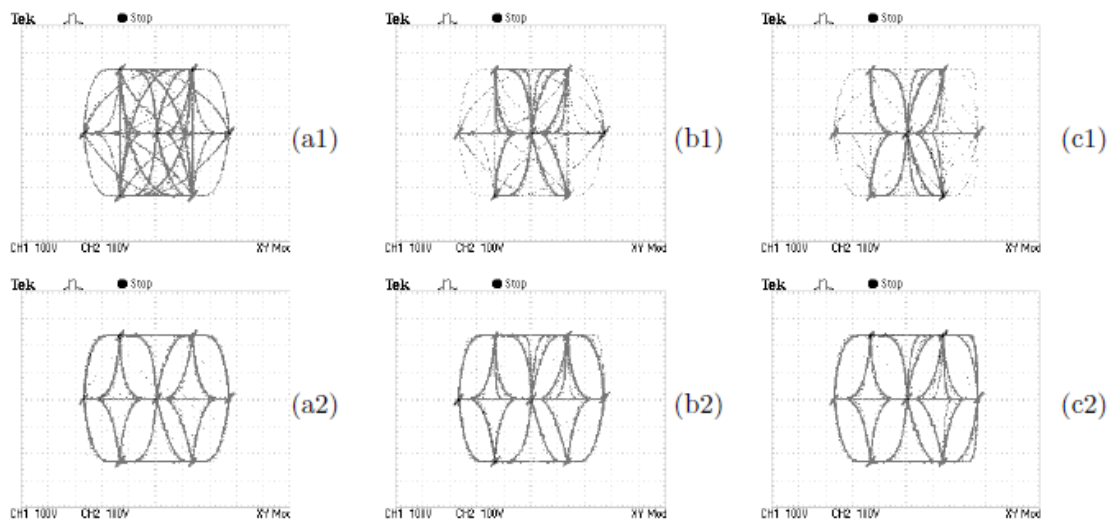 Tek Stop
Tek Stop
Tek Stop
(a1)
(b1)
(c1)
CH1 100V CH2 100V XY Mod
CH1 100V CH2 100V XY Mod
CH1 100V CH2 100V XY Mod
Tek Stop
Tek Stop
Tek Stop
(a2)
(b2)
(c2)
CH1 100V CH2 100V XY Mod
CH1 100V CH2 100V XY Mod
CH1 100V CH2 100V XY Mod